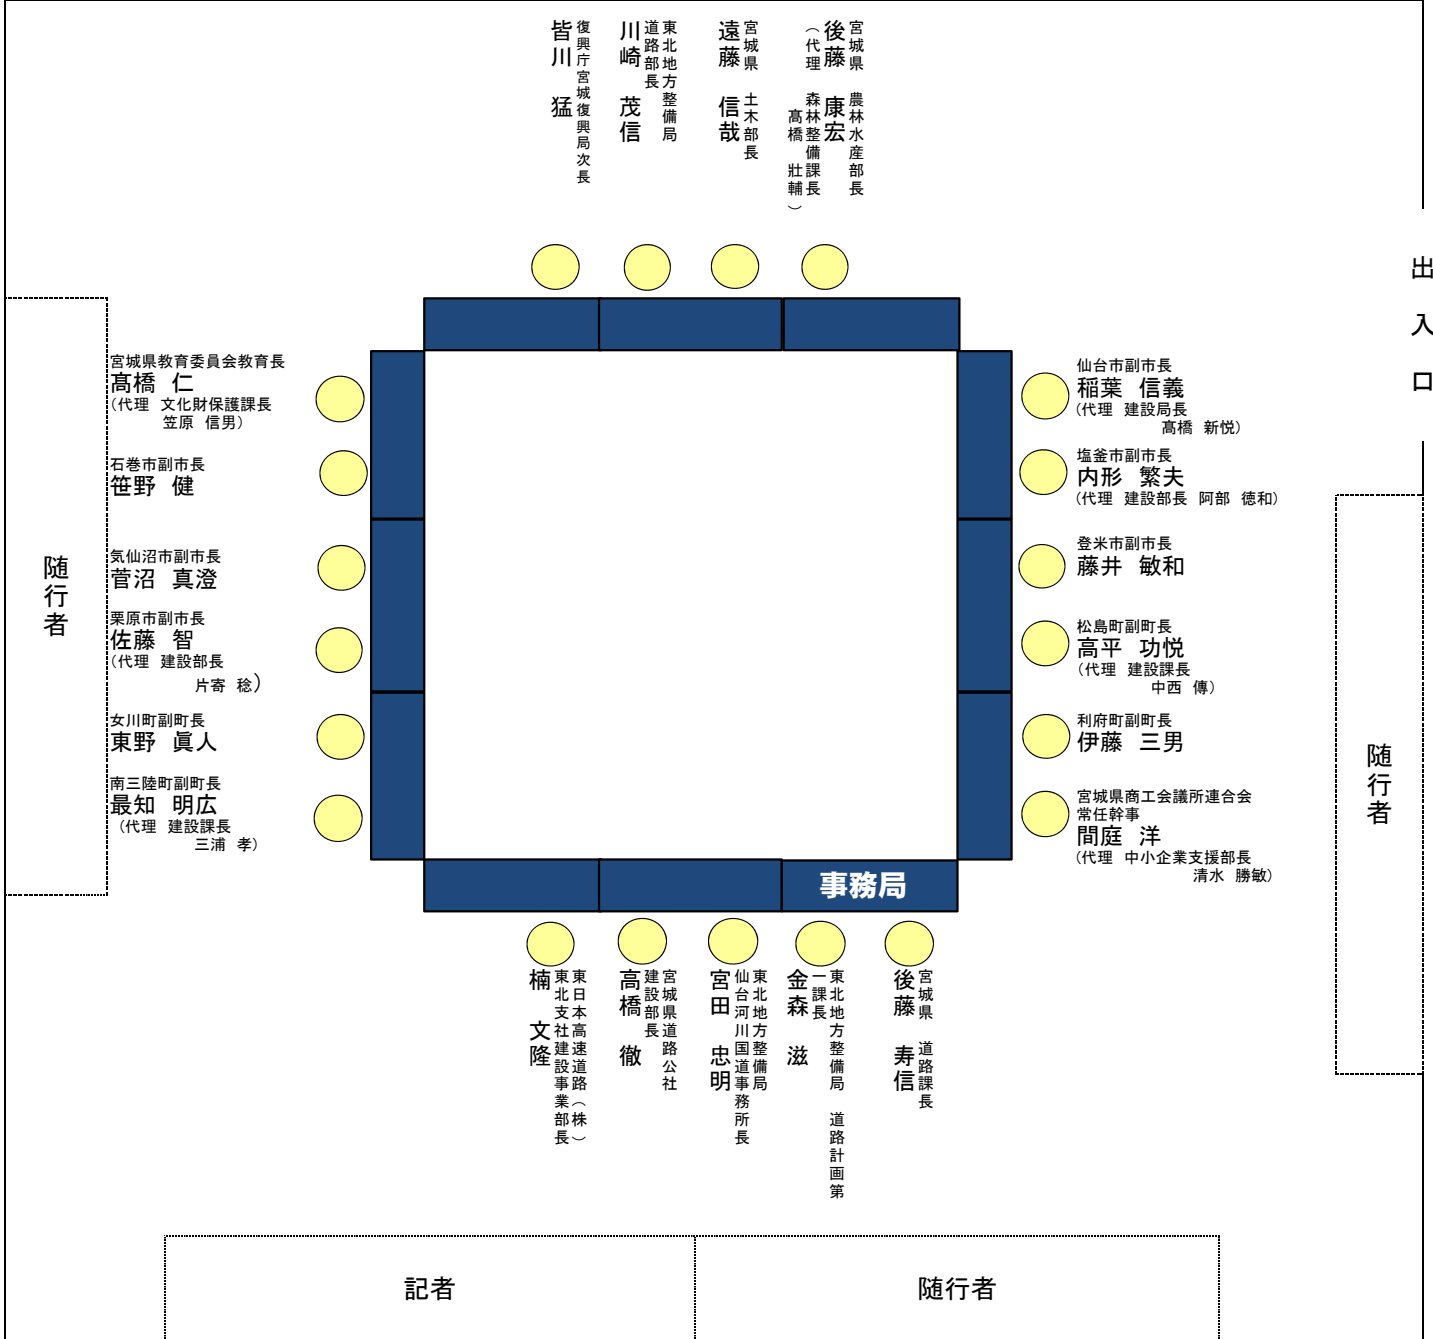 復興庁宮城復興局次長
皆川 猛
東北地方整備局
道路部長
川崎 茂信
宮城県 土木部長
遠藤 信哉
宮城県 農林水産部長
後藤 康宏
（代理 森林整備課長
髙橋 壯輔）
出入口
宮城県教育委員会教育長
髙橋 仁
（代理 文化財保護課長
笠原 信男）
石巻市副市長
笹野 健
気仙沼市副市長
菅沼 真澄
栗原市副市長
佐藤 智
（代理 建設部長
片寄 稔）
女川町副町長
東野 眞人
南三陸町副町長
最知 明広
（代理 建設課長
三浦 孝）
随行者
仙台市副市長
稲葉 信義
（代理 建設局長
髙橋 新悦）
塩釜市副市長
内形 繁夫
（代理 建設部長 阿部 徳和）
登米市副市長
藤井 敏和
松島町副町長
高平 功悦
（代理 建設課長
中西 傳）
利府町副町長
伊藤 三男
宮城県商工会議所連合会
常任幹事
間庭 洋
（代理 中小企業支援部長
清水 勝敏）
随行者
事務局
東日本高速道路（株）
東北支社建設事業部長
楠 文隆
宮城県道路公社
建設部長
高橋 徹
東北地方整備局
仙台河川国道事務所長
宮田 忠明
東北地方整備局 道路計画第
一課長
金森 滋
宮城県 道路課長
後藤 寿信
記者
随行者